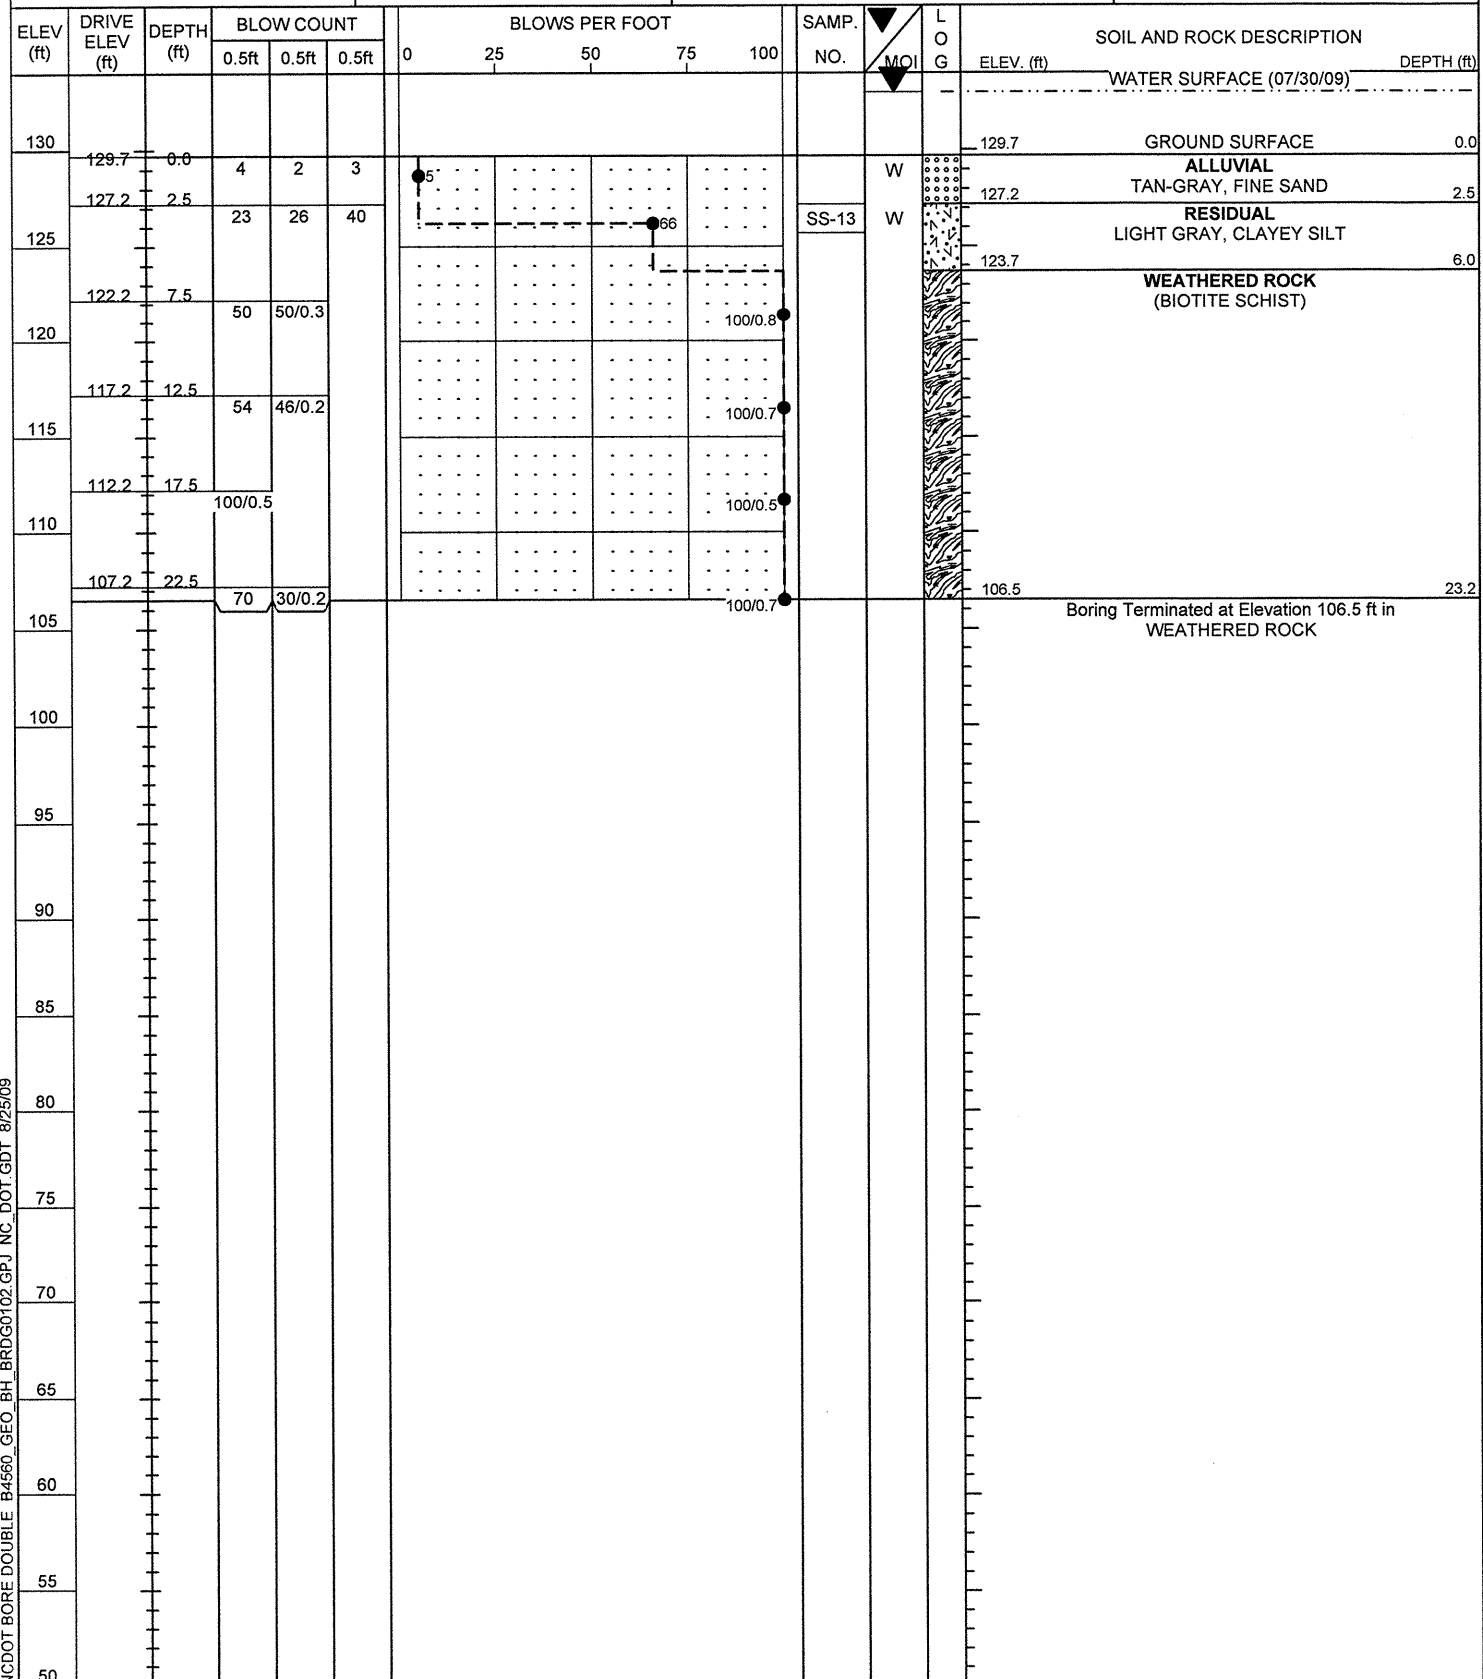 ELEV (ft) DRIVE ELEV (ft) DEPTH (ft) BLOW COUNT BLOWS PER FOOT SAMP. NO. MOI L O G SOIL AND ROCK DESCRIPTION
0.5ft 0.5ft 0.5ft 0 25 50 75 100 ELEV. (ft) DEPTH (ft)
WATER SURFACE (07/30/09)
130 129.7 GROUND SURFACE 0.0
129.7 0.0 4 2 3 5 W ALLUVIAL
TAN-GRAY, FINE SAND
127.2 2.5 127.2 2.5
23 26 40 66 SS-13 W RESIDUAL
LIGHT GRAY, CLAYEY SILT
125
123.7 6.0
WEATHERED ROCK
(BIOTITE SCHIST)
122.2 7.5 50 50/0.3 100/0.8
120
117.2 12.5 54 46/0.2 100/0.7
115
112.2 17.5 100/0.5 100/0.5
110
107.2 22.5 70 30/0.2 100/0.7 106.5 23.2
Boring Terminated at Elevation 106.5 ft in
WEATHERED ROCK
105
100
95
90
85
80
75
70
65
60
55
50
BORE DOUBLE B4560_GEO_BH_BRDG0102.GPJ NC_DOT.GDT 8/25/09